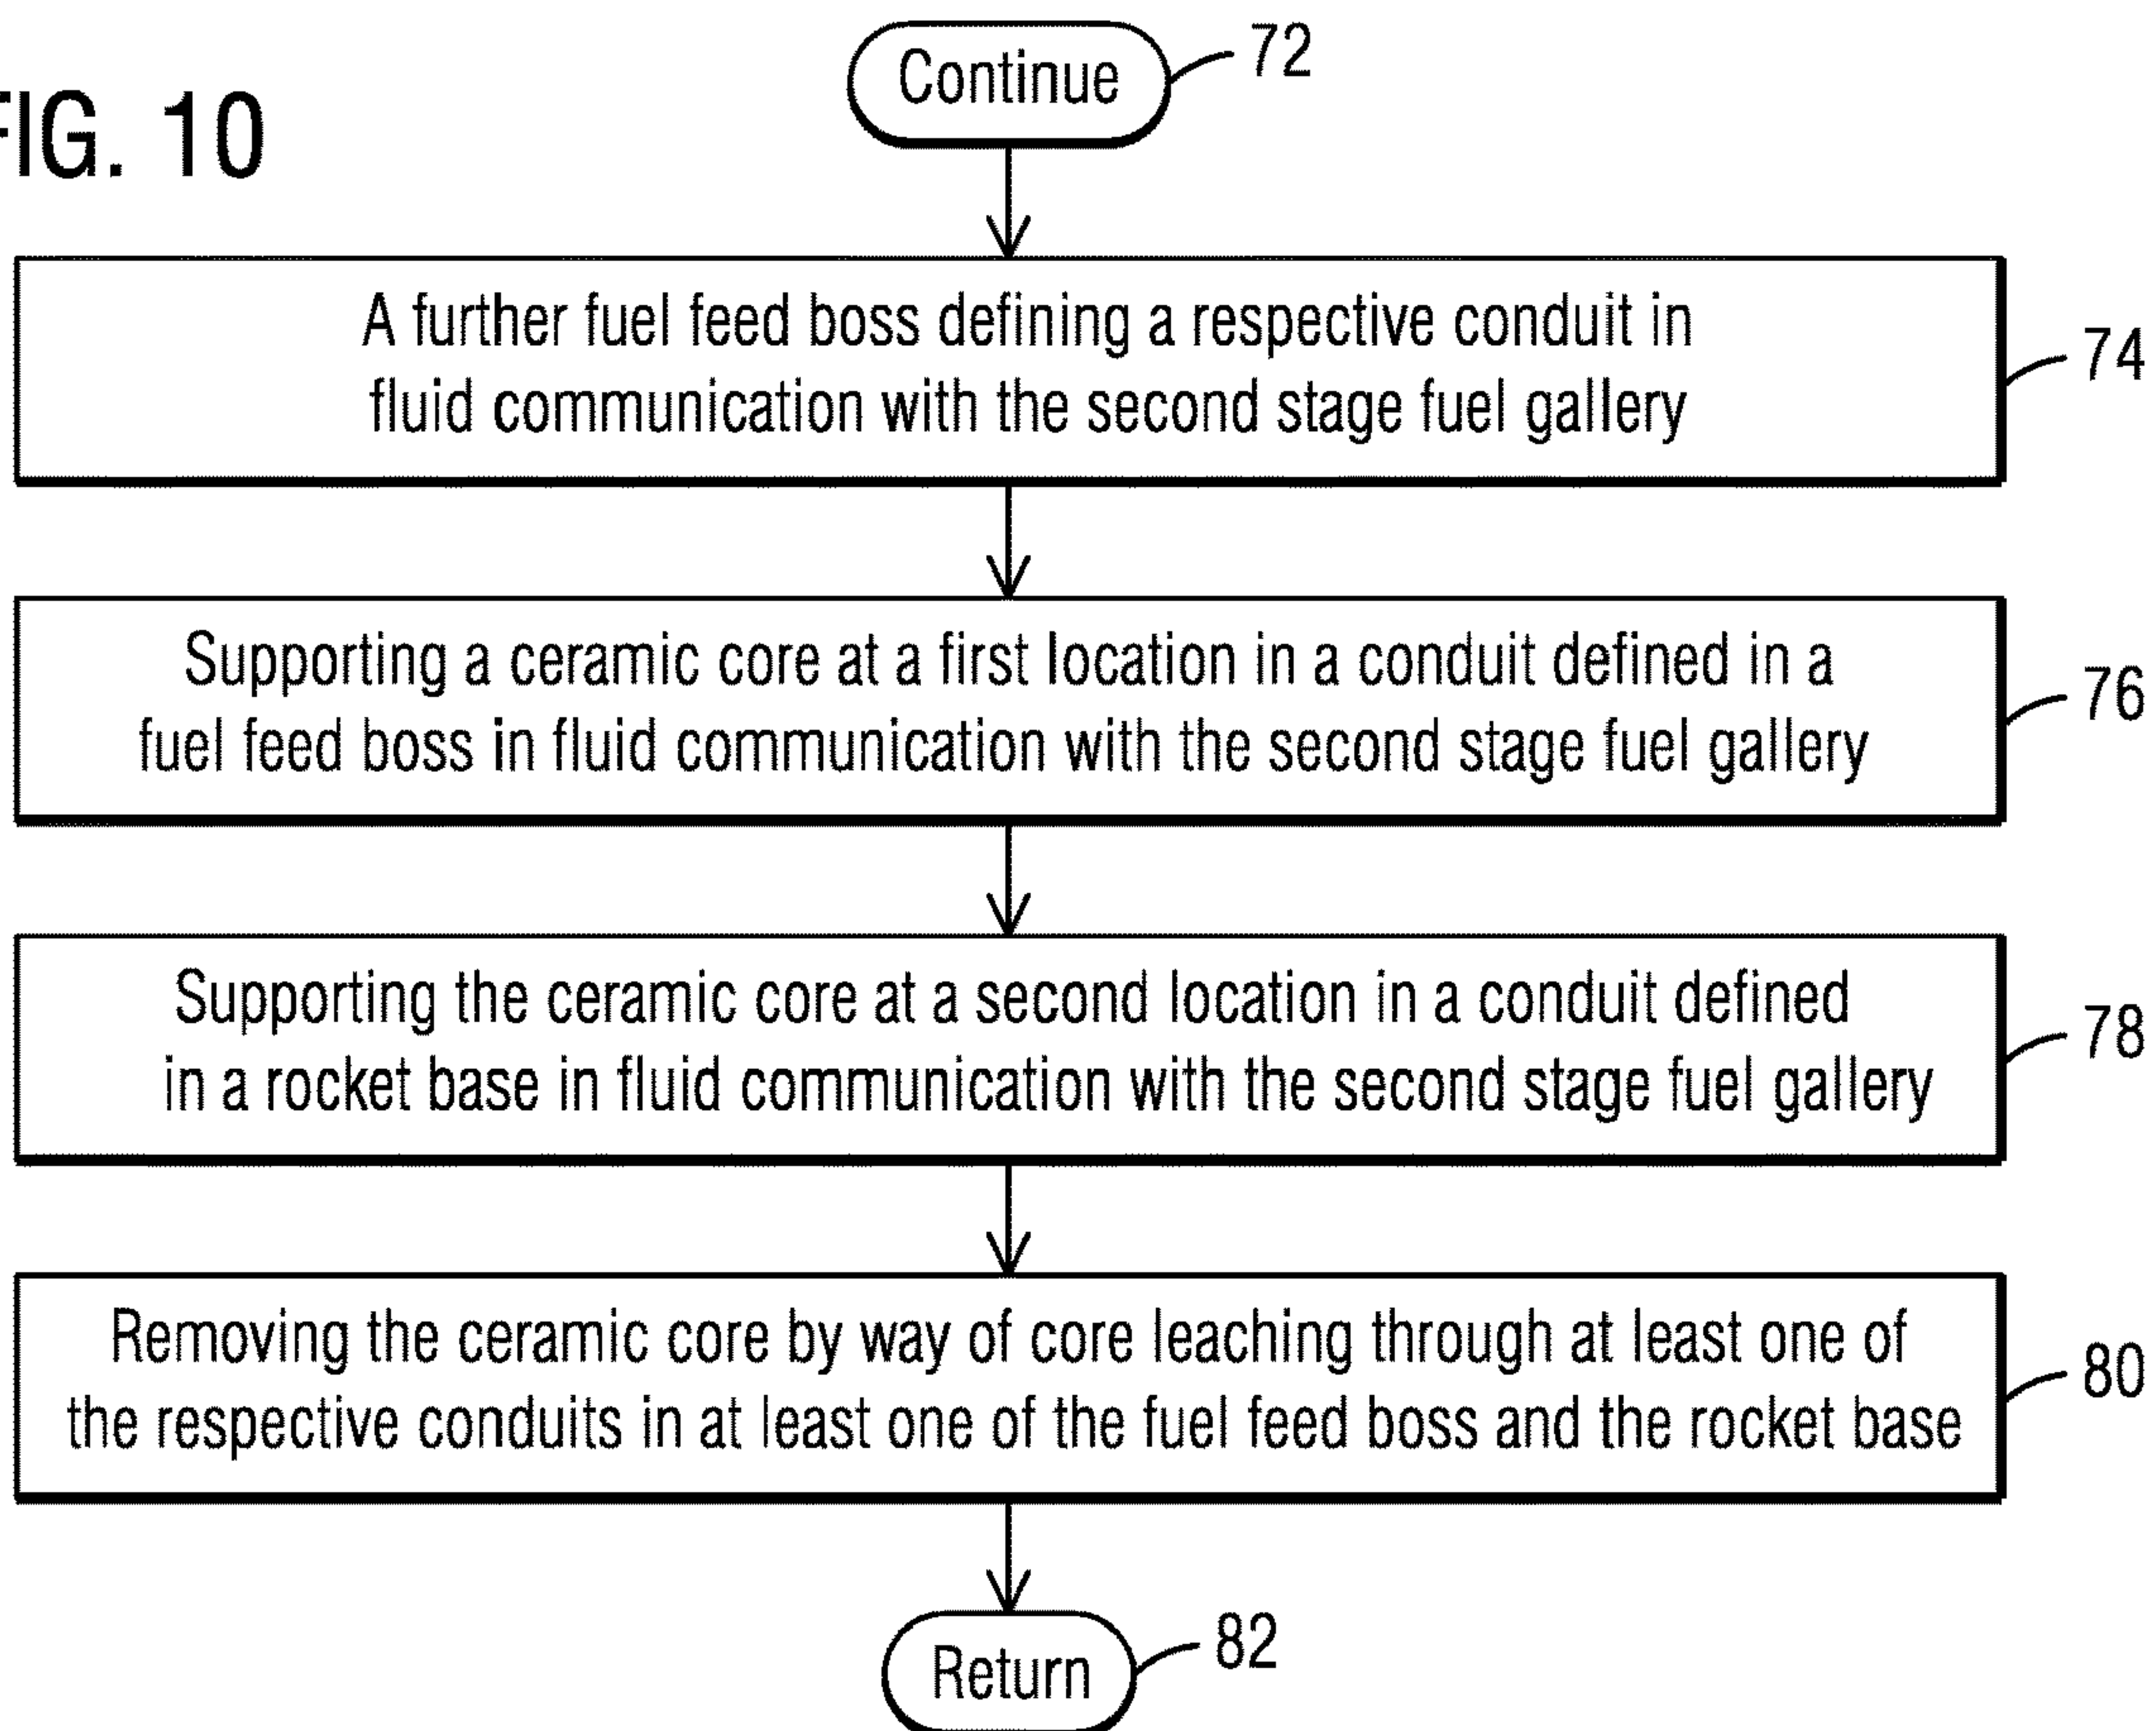 FIG. 10
Continue
72
A further fuel feed boss defining a respective conduit in
fluid communication with the second stage fuel gallery
74
Supporting a ceramic core at a first location in a conduit defined in a
fuel feed boss in fluid communication with the second stage fuel gallery
76
Supporting the ceramic core at a second location in a conduit defined
in a rocket base in fluid communication with the second stage fuel gallery
78
Removing the ceramic core by way of core leaching through at least one of
the respective conduits in at least one of the fuel feed boss and the rocket base
80
Return
82